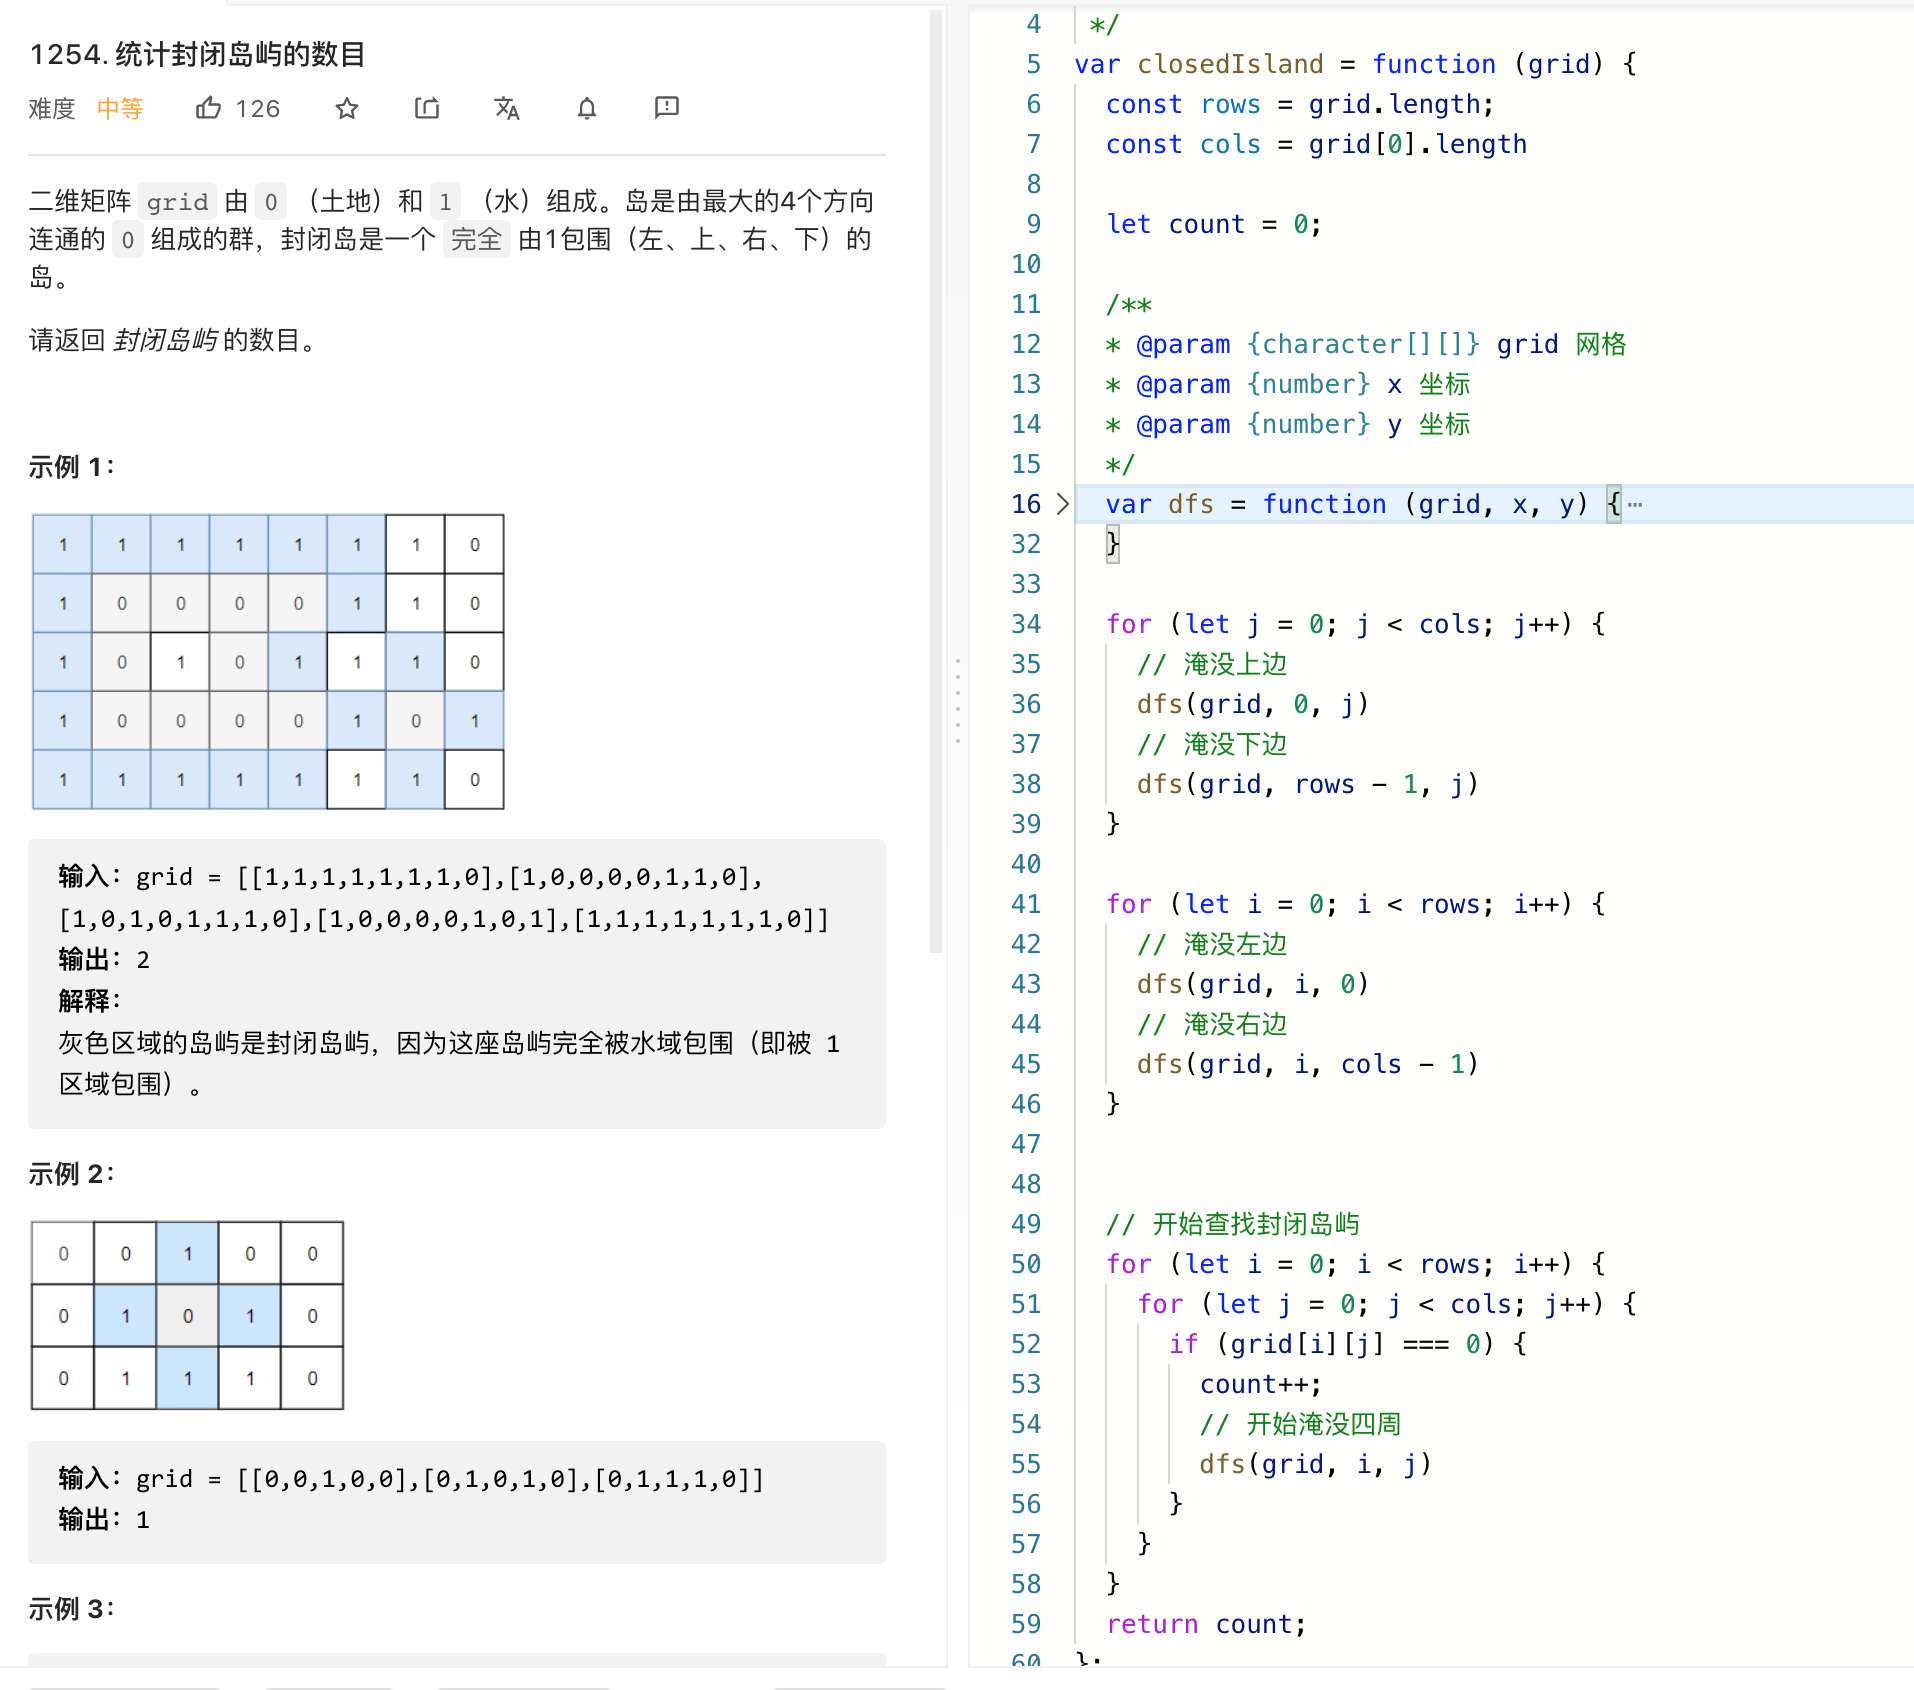 1254. 统计封闭岛屿的数目
难度 中等 126
二维矩阵 grid 由 0 （土地）和 1 （水）组成。岛是由最大的4个方向
连通的 0 组成的群，封闭岛是一个 完全 由1包围（左、上、右、下）的
岛。
请返回 封闭岛屿 的数目。
示例 1：
1 1 1 1 1 1 1 0
1 0 0 0 0 1 1 0
1 0 1 0 1 1 1 0
1 0 0 0 0 1 0 1
1 1 1 1 1 1 1 0
输入：grid = [[1,1,1,1,1,1,1,0],[1,0,0,0,0,1,1,0],
[1,0,1,0,1,1,1,0],[1,0,0,0,0,1,0,1],[1,1,1,1,1,1,1,0]]
输出：2
解释：
灰色区域的岛屿是封闭岛屿，因为这座岛屿完全被水域包围（即被 1
区域包围）。
示例 2：
0 0 1 0 0
0 1 0 1 0
0 1 1 1 0
输入：grid = [[0,0,1,0,0],[0,1,0,1,0],[0,1,1,1,0]]
输出：1
示例 3：
4 */
5 var closedIsland = function (grid) {
6 const rows = grid.length;
7 const cols = grid[0].length
8
9 let count = 0;
10
11 /**
12 * @param {character[][]} grid 网格
13 * @param {number} x 坐标
14 * @param {number} y 坐标
15 */
16 var dfs = function (grid, x, y) {…
32 }
33
34 for (let j = 0; j < cols; j++) {
35 // 淹没上边
36 dfs(grid, 0, j)
37 // 淹没下边
38 dfs(grid, rows - 1, j)
39 }
40
41 for (let i = 0; i < rows; i++) {
42 // 淹没左边
43 dfs(grid, i, 0)
44 // 淹没右边
45 dfs(grid, i, cols - 1)
46 }
47
48
49 // 开始查找封闭岛屿
50 for (let i = 0; i < rows; i++) {
51 for (let j = 0; j < cols; j++) {
52 if (grid[i][j] === 0) {
53 count++;
54 // 开始淹没四周
55 dfs(grid, i, j)
56 }
57 }
58 }
59 return count;
60 };